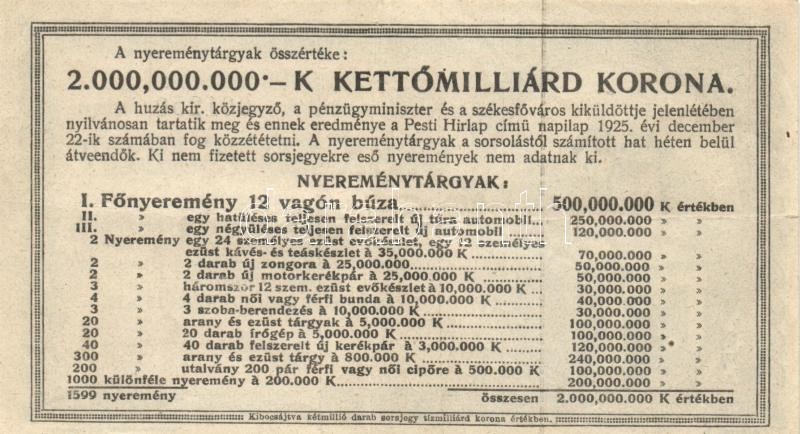 A nyereménytárgyak összértéke:
2.000,000.000·– K KETTŐMILLIÁRD KORONA.
A huzás kir. közjegyző, a pénzügyminiszter és a székesfőváros kiküldöttje jelenlétében
nyilvánosan tartatik meg és ennek eredménye a Pesti Hirlap című napilap 1925. évi december
22-ik számában fog közzététetni. A nyereménytárgyak a sorsolástól számított hat héten belül
átveendők. Ki nem fizetett sorsjegyekre eső nyeremények nem adatnak ki.
NYEREMÉNYTÁRGYAK:
I. Főnyeremény 12 vagón búza 500,000.000 K értékben
II. » egy hatüléses teljesen felszerelt új túra automobil 250,000.000 » »
III. » egy négyüléses teljesen felszerelt új automobil 120,000.000 » »
2 Nyeremény egy 24 személyes ezüst evőkészlet, egy 12 személyes
ezüst kávés- és teáskészlet à 35,000.000 K 70,000.000 » »
2 » 2 darab új zongora à 25,000.000 50,000.000 » »
2 » 2 darab új motorkerékpár à 25,000.000 K 50,000.000 » »
3 » háromszor 12 szem. ezüst evőkészlet à 10,000.000 K 30,000.000 » »
4 » 4 darab női vagy férfi bunda à 10,000.000 K 40,000.000 » »
3 » 3 szoba-berendezés à 10,000.000 K 30,000.000 » »
20 » arany és ezüst tárgyak à 5,000.000 K 100,000.000 » »
20 » 20 darab írógép à 5,000.000 K 100,000.000 » »
40 » 40 darab felszerelt új kerékpár à 3,000.000 K 120,000.000 » »
300 » arany és ezüst tárgy à 800.000 K 240,000.000 » »
200 » utalvány 200 pár férfi vagy női cipőre à 500.000 K 100,000.000 » »
1000 különféle nyeremény à 200.000 K 200,000.000 » »
1599 nyeremény összesen 2.000,000.000 K értékben
Kibocsájtva kétmillió darab sorsjegy tízmilliárd korona értékben.